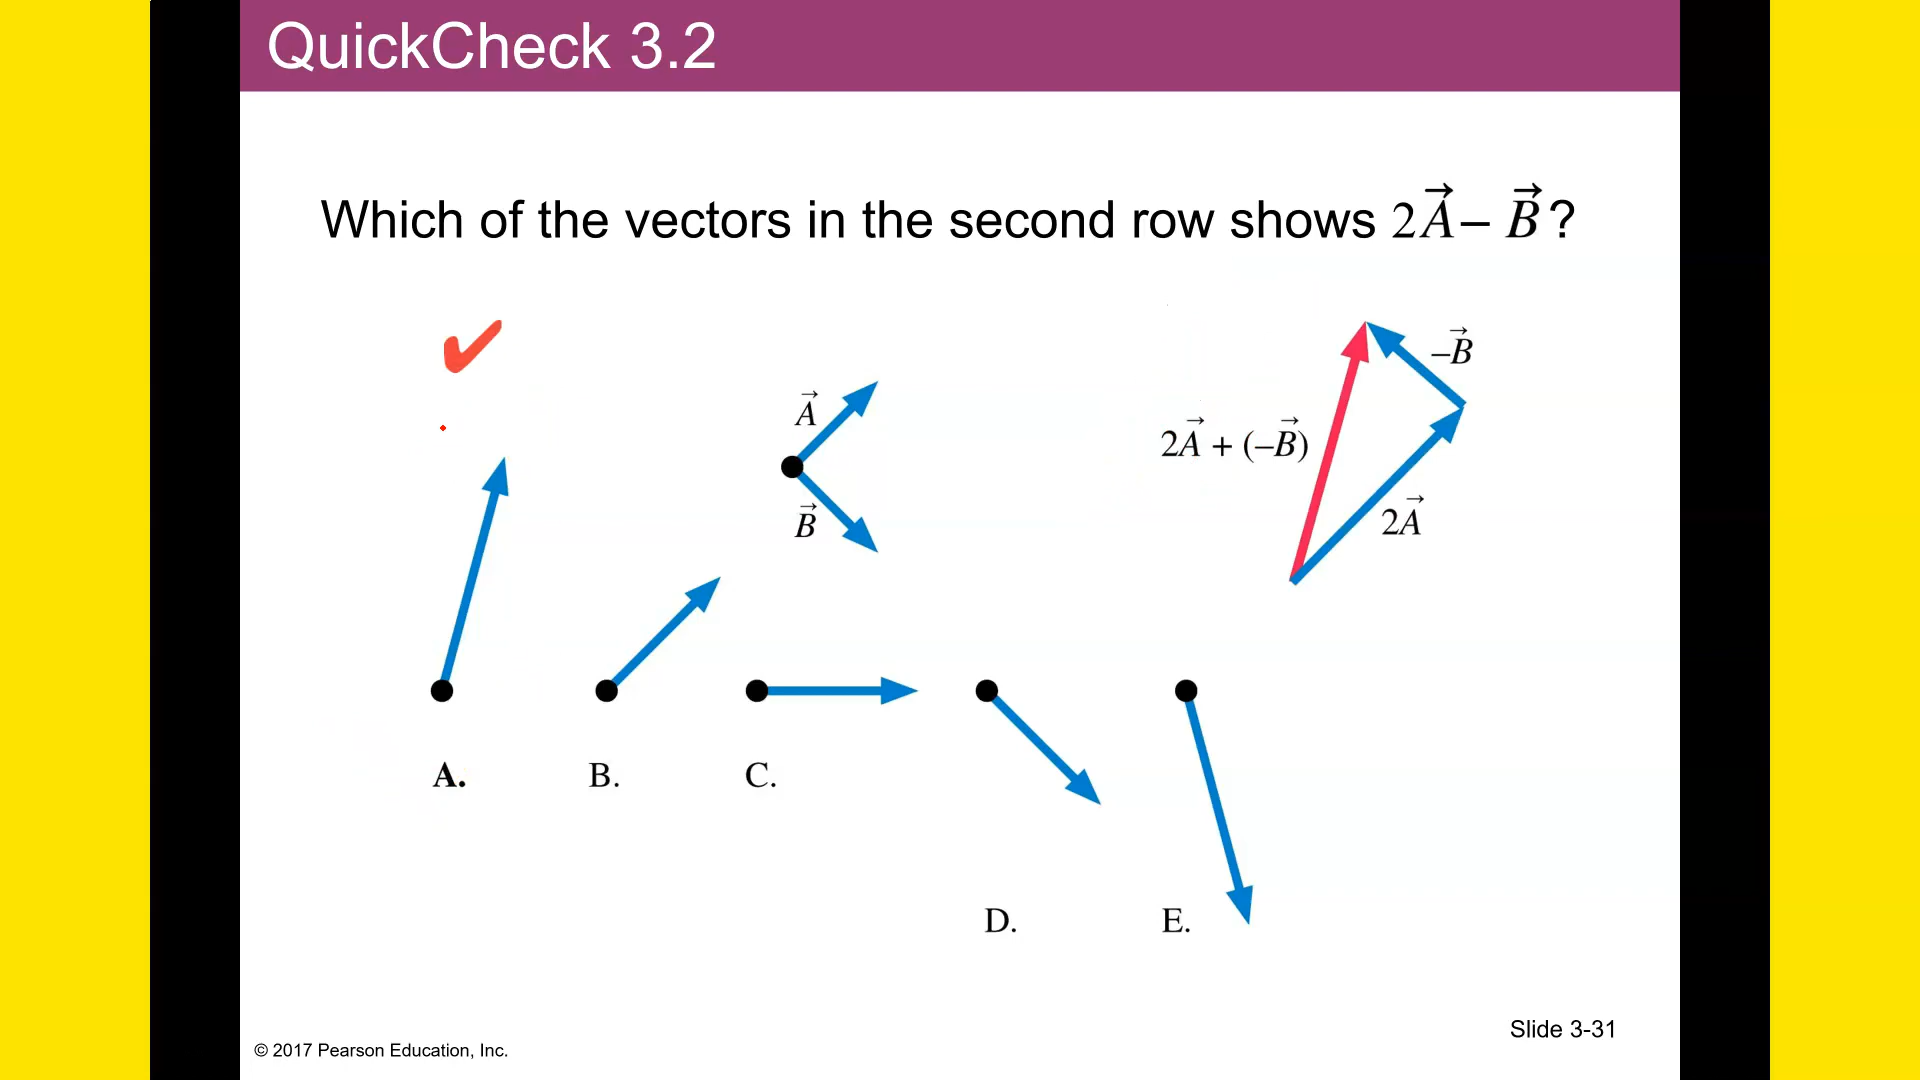 QuickCheck 3.2
Which of the vectors in the second row shows 2A⃗ – B⃗ ?
A⃗
B⃗
–B⃗
2A⃗ + (–B⃗)
2A⃗
A.
B.
C.
D.
E.
Slide 3-31
© 2017 Pearson Education, Inc.